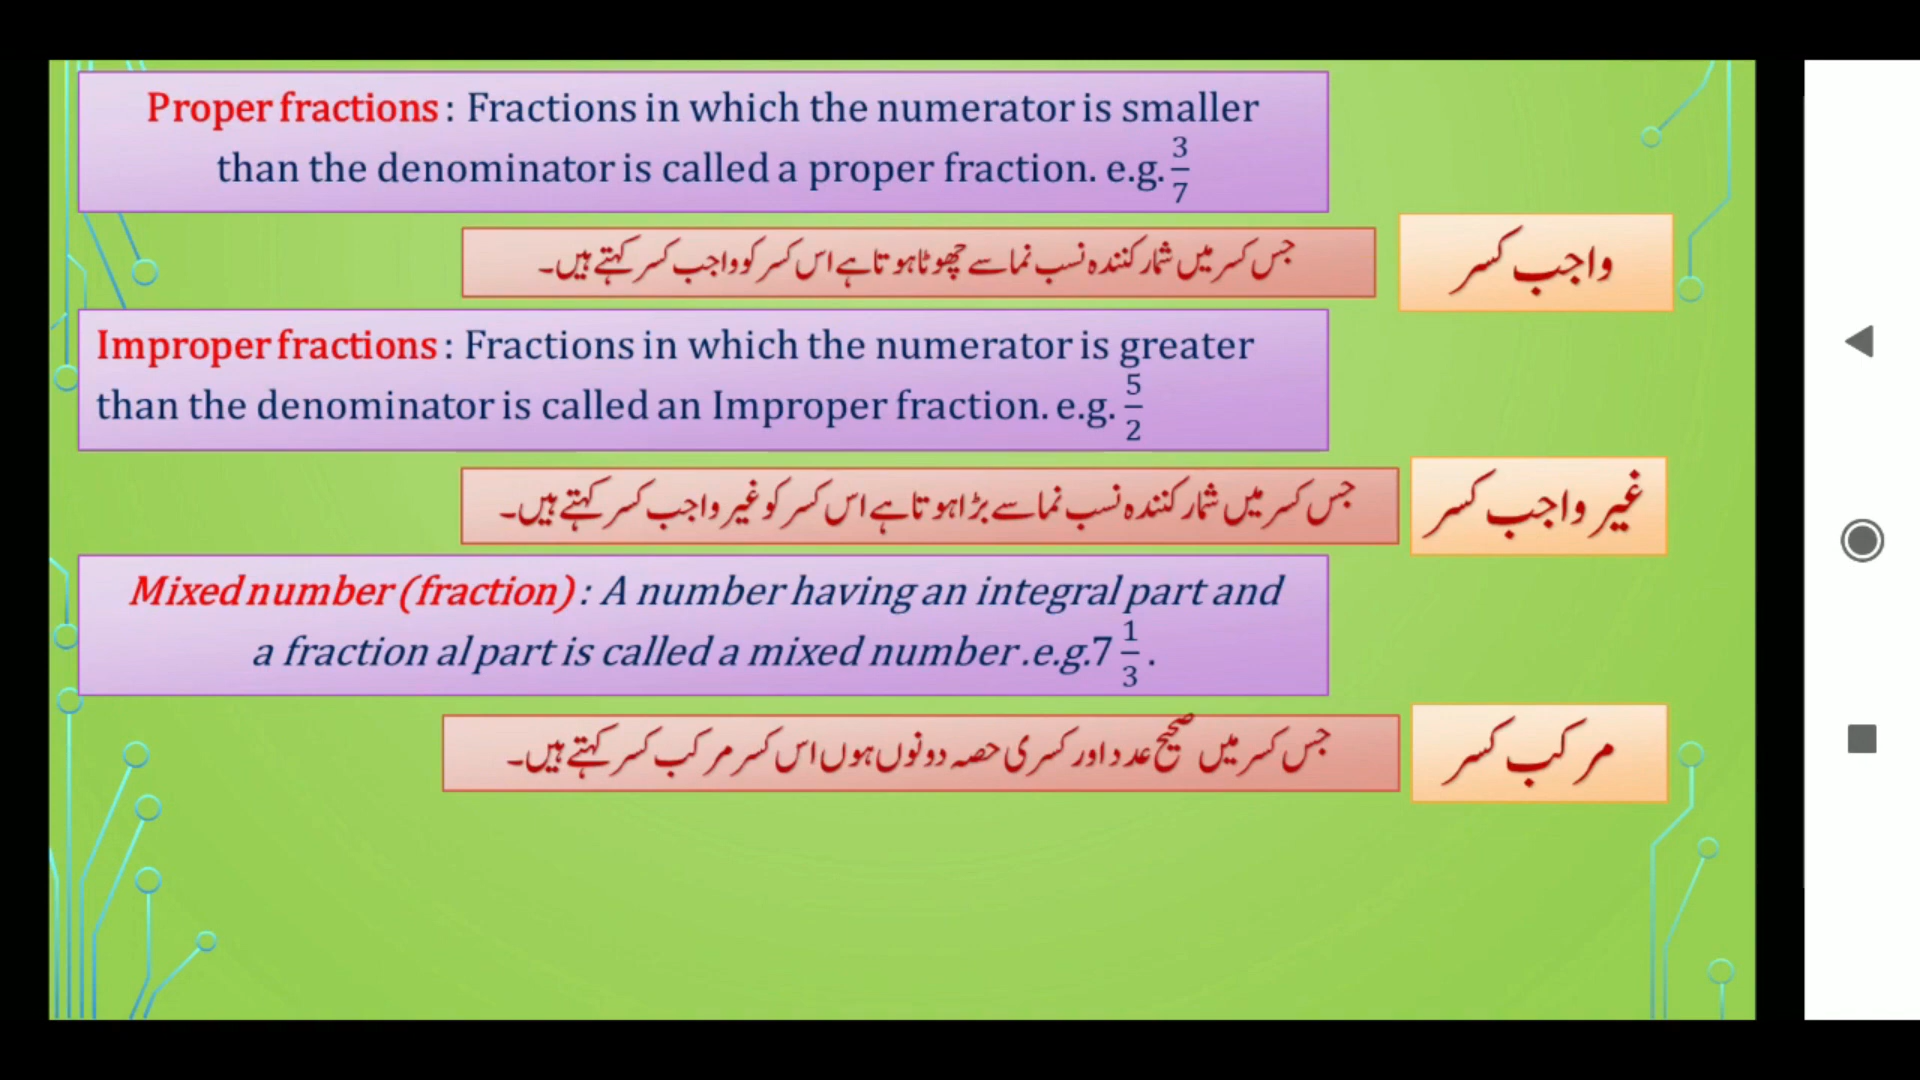 Proper fractions : Fractions in which the numerator is smaller
than the denominator is called a proper fraction. e.g. 3/7
واجب کسر
جس کسر میں شمار کنندہ نسب نما سے چھوٹا ہوتا ہے اس کسر کو واجب کسر کہتے ہیں۔
Improper fractions : Fractions in which the numerator is greater
than the denominator is called an Improper fraction. e.g. 5/2
غیر واجب کسر
جس کسر میں شمار کنندہ نسب نما سے بڑا ہوتا ہے اس کسر کو غیر واجب کسر کہتے ہیں۔
Mixed number (fraction) : A number having an integral part and
a fraction al part is called a mixed number .e.g.7 1/3 .
مرکب کسر
جس کسر میں صحیح عدد اور کسری حصہ دونوں ہوں اس کسر مرکب کسر کہتے ہیں۔